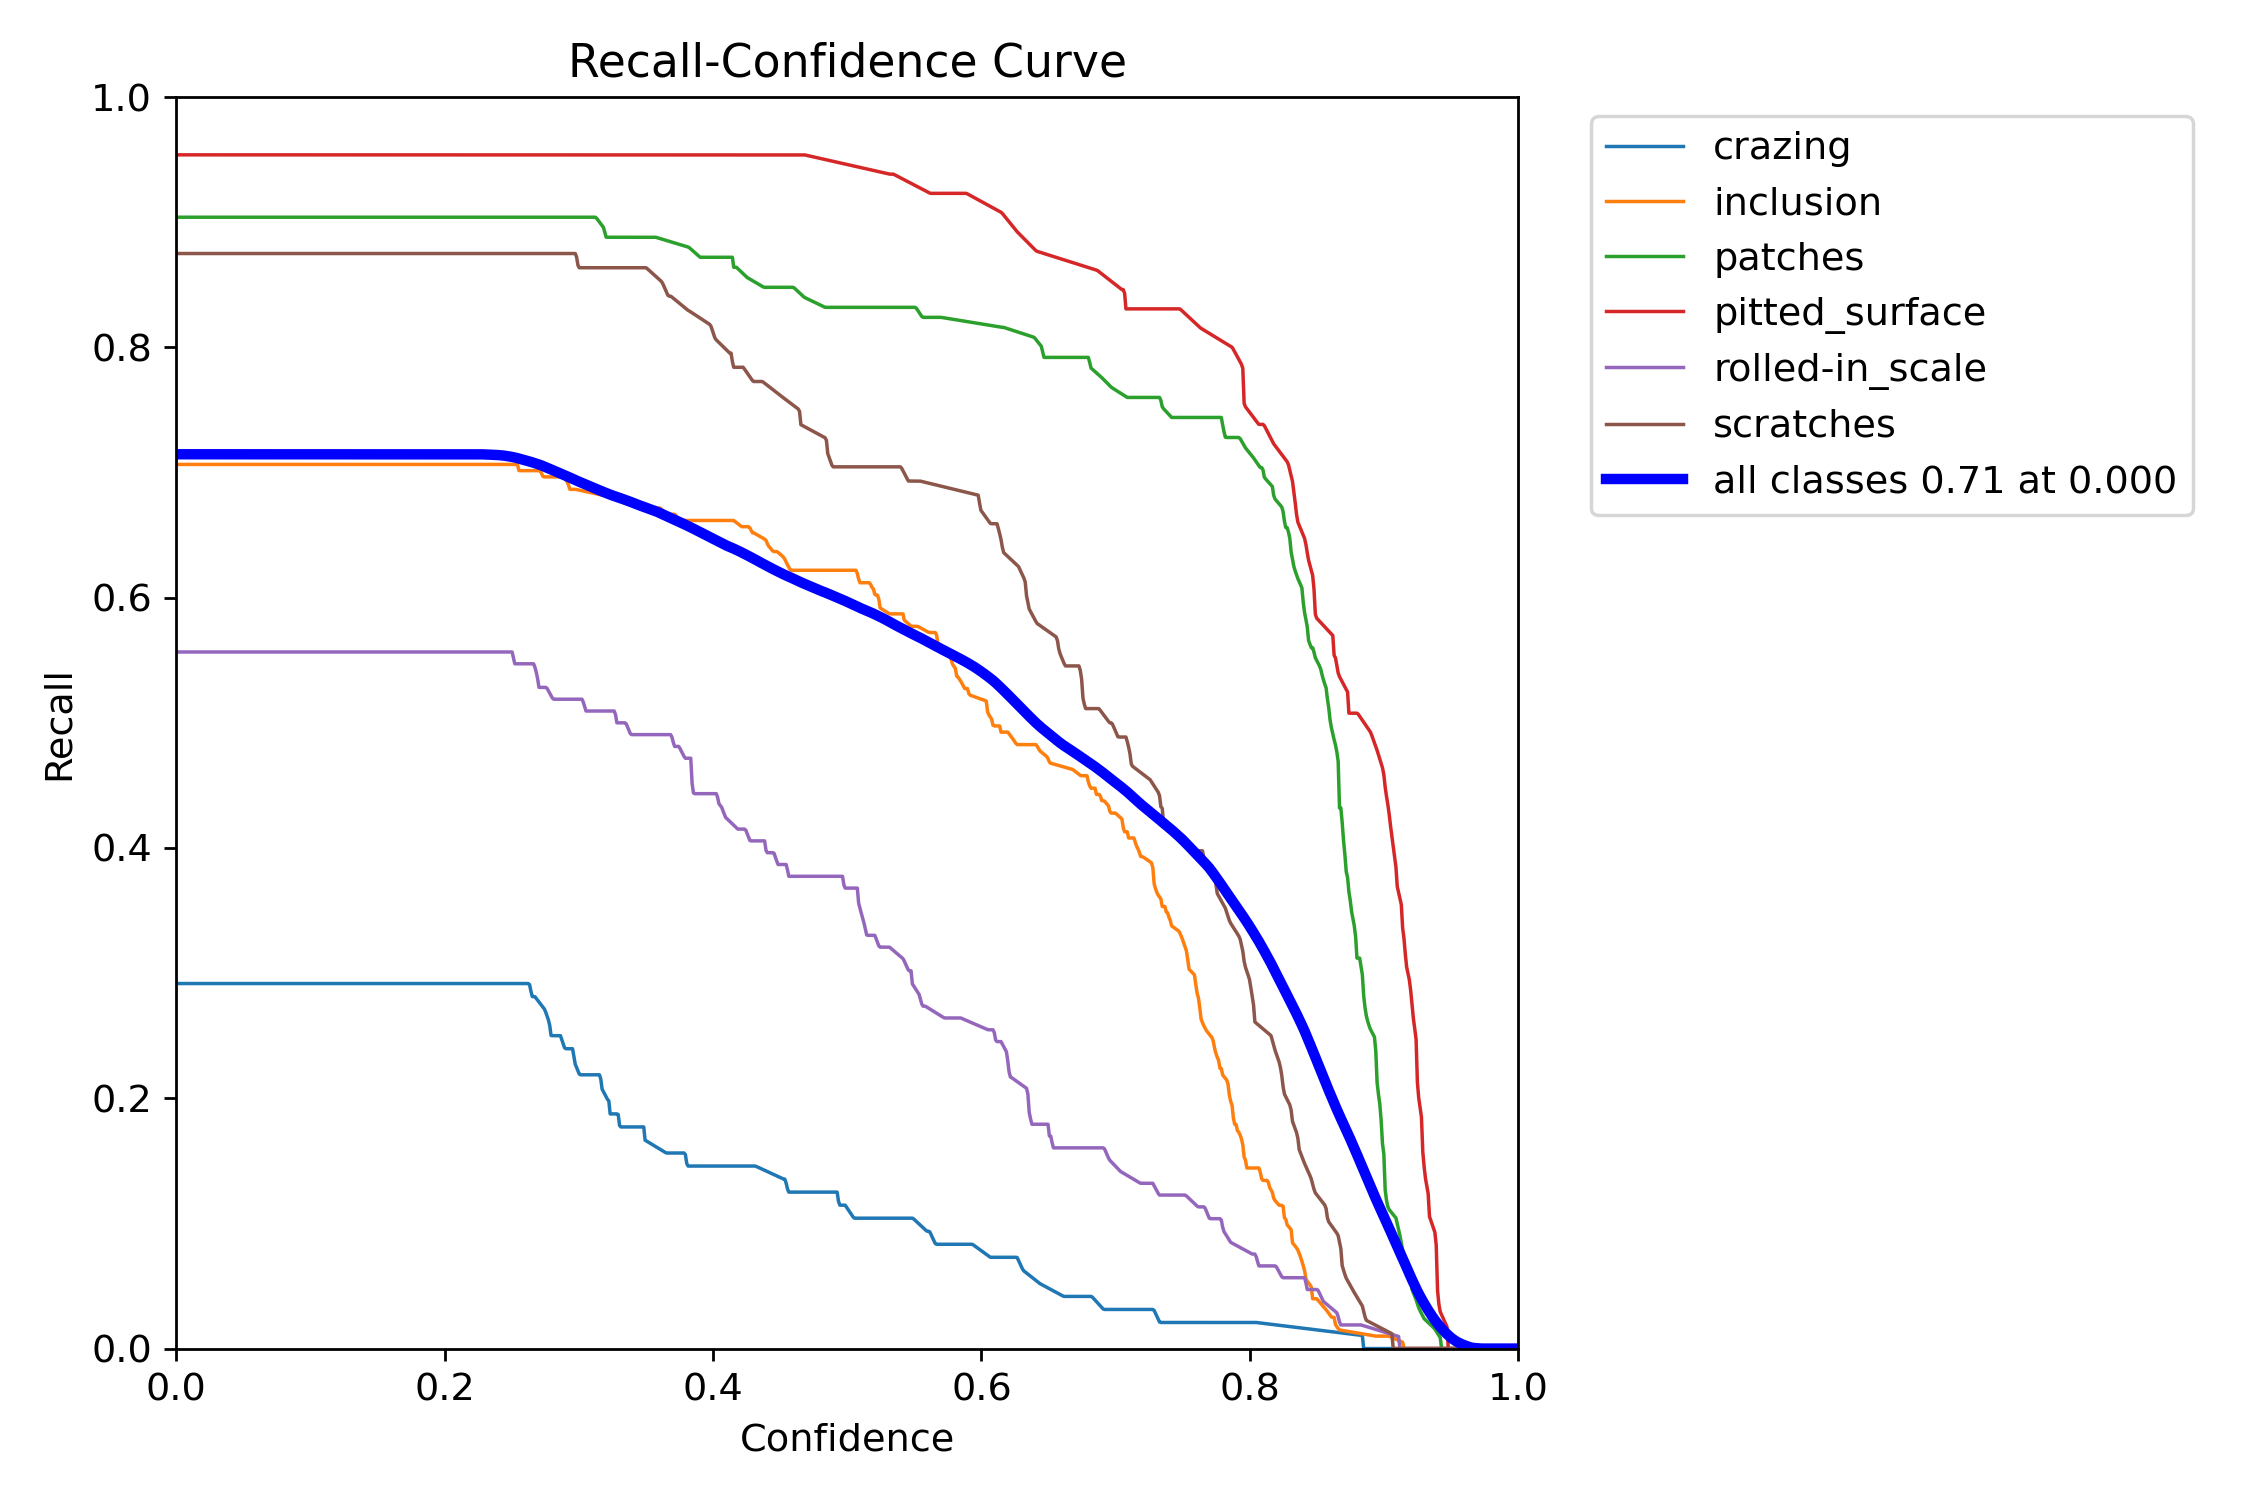 Recall-Confidence Curve
1.0
0.8
0.6
0.4
0.2
0.0
Recall
0.0 0.2 0.4 0.6 0.8 1.0
Confidence
crazing
inclusion
patches
pitted_surface
rolled-in_scale
scratches
all classes 0.71 at 0.000